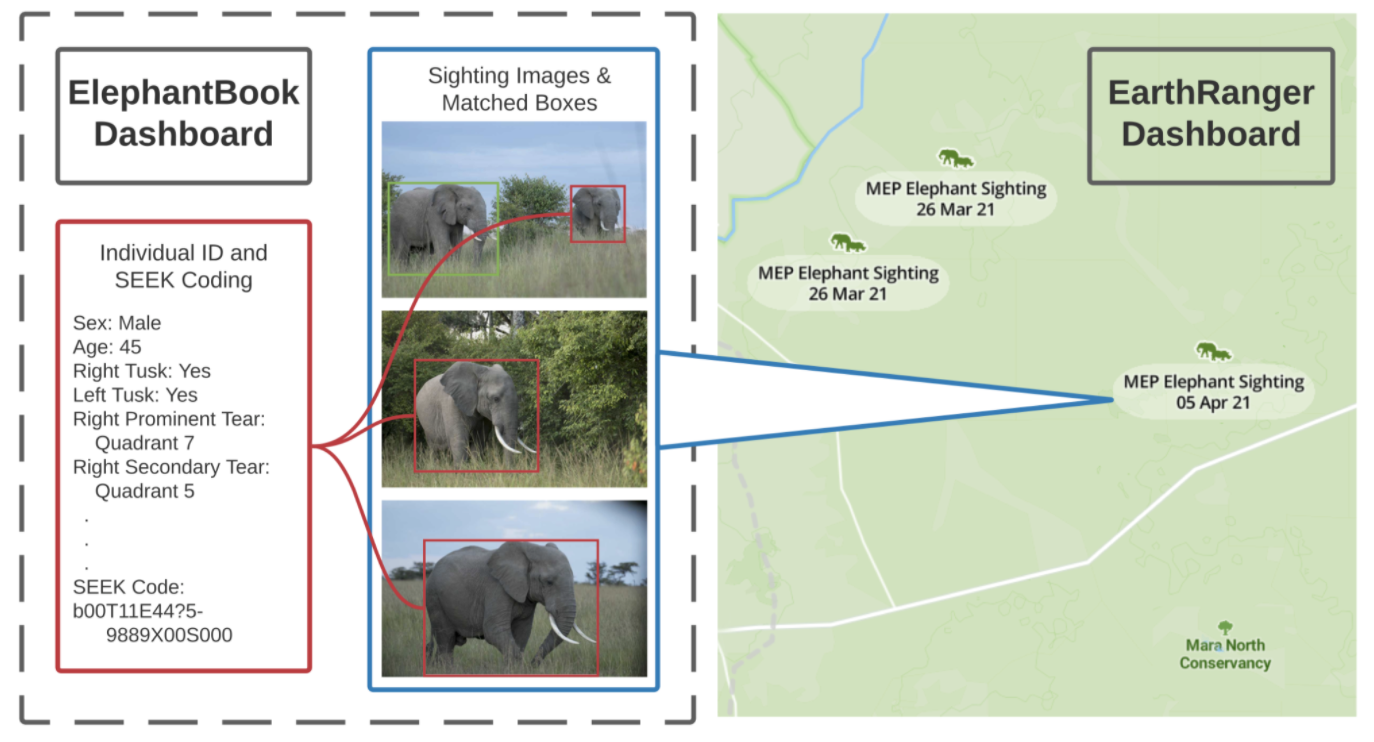 ElephantBook
Dashboard
Individual ID and
SEEK Coding
Sex: Male
Age: 45
Right Tusk: Yes
Left Tusk: Yes
Right Prominent Tear:
Quadrant 7
Right Secondary Tear:
Quadrant 5
.
.
.
SEEK Code:
b00T11E44?5-
9889X00S000
Sighting Images &
Matched Boxes
EarthRanger
Dashboard
MEP Elephant Sighting
26 Mar 21
MEP Elephant Sighting
26 Mar 21
MEP Elephant Sighting
05 Apr 21
Mara North
Conservancy